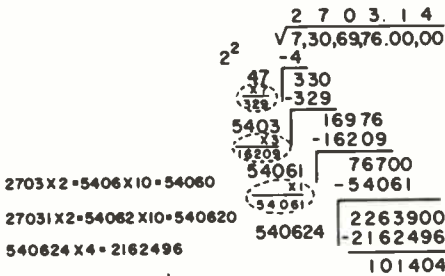 2 7 0 3. 1 4
√7,30,69,76.00,00
2² -4
47 330
X7
329 -329
5403 16976
X3
16209 -16209
54061 76700
X1
54061 -54061
2703 X 2 = 5406 X 10 = 54060
27031 X 2 = 54062 X 10 = 540620
540624 2263900
540624 X 4 = 2162496
-2162496
101404